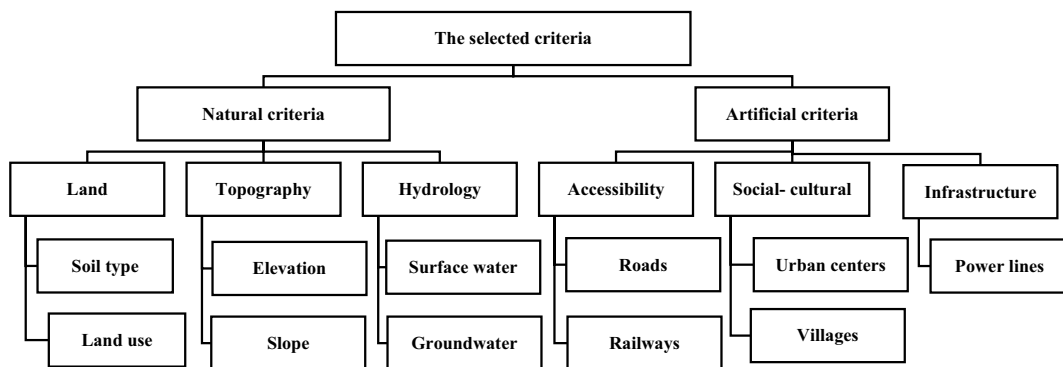 The selected criteria
Natural criteria
Artificial criteria
Land
Topography
Hydrology
Accessibility
Social- cultural
Infrastructure
Soil type
Elevation
Surface water
Roads
Urban centers
Power lines
Land use
Slope
Groundwater
Railways
Villages